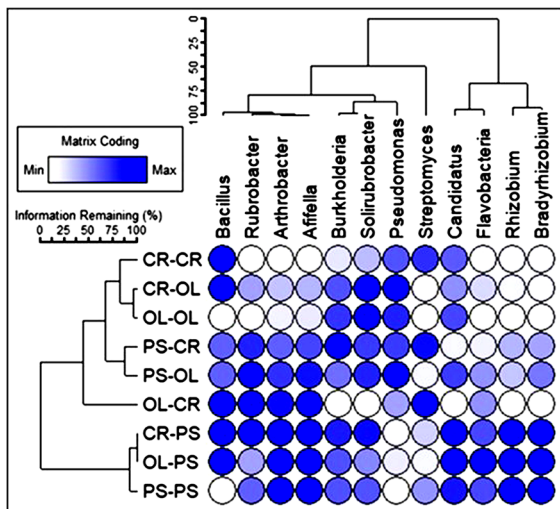 0
25
50
75
100
Matrix Coding
Min Max
Information Remaining (%)
0 25 50 75 100
Bacillus
Rubrobacter
Arthrobacter
Affella
Burkholderia
Solirubrobacter
Pseudomonas
Streptomyces
Candidatus
Flavobacteria
Rhizobium
Bradyrhizobium
CR-CR
CR-OL
OL-OL
PS-CR
PS-OL
OL-CR
CR-PS
OL-PS
PS-PS